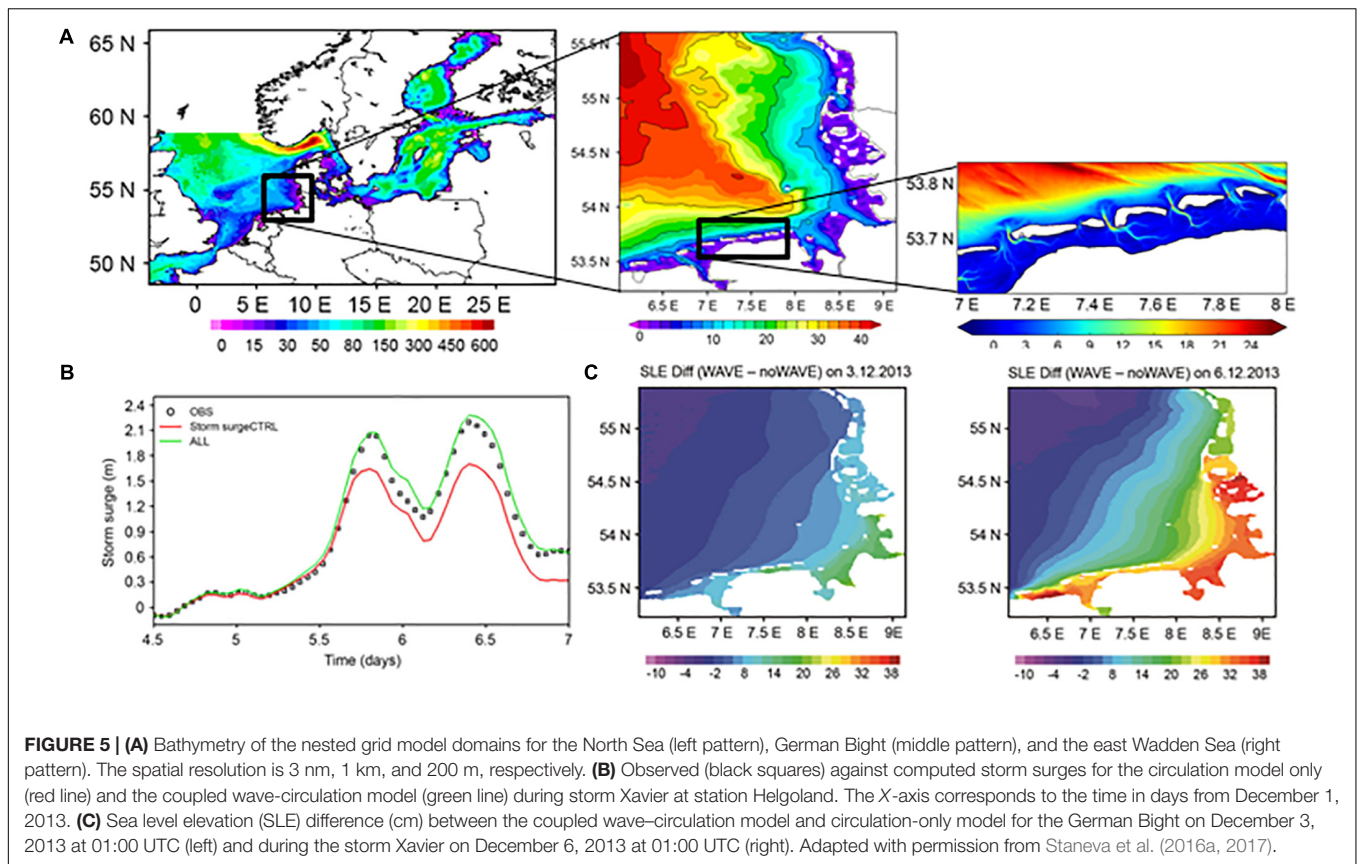 A
65 N
60 N
55 N
50 N
0 5 E 10 E 15 E 20 E 25 E
0 15 30 50 80 150 300 450 600
55.5 N
55 N
54.5 N
54 N
53.5 N
6.5 E 7 E 7.5 E 8 E 8.5 E 9 E
0 10 20 30 40
53.8 N
53.7 N
7 E 7.2 E 7.4 E 7.6 E 7.8 E 8 E
0 3 6 9 12 15 18 21 24
B
OBS
Storm surgeCTRL
ALL
Storm surge (m)
2.4
2.1
1.8
1.5
1.2
0.9
0.6
0.3
0
4.5 5 5.5 6 6.5 7
Time (days)
C
SLE Diff (WAVE – noWAVE) on 3.12.2013
55 N
54.5 N
54 N
53.5 N
6.5 E 7 E 7.5 E 8 E 8.5 E 9E
-10 -4 -2 8 14 20 26 32 38
SLE Diff (WAVE – noWAVE) on 6.12.2013
55 N
54.5 N
54 N
53.5 N
6.5 E 7 E 7.5 E 8 E 8.5 E 9E
-10 -4 -2 8 14 20 26 32 38
FIGURE 5 | (A) Bathymetry of the nested grid model domains for the North Sea (left pattern), German Bight (middle pattern), and the east Wadden Sea (right
pattern). The spatial resolution is 3 nm, 1 km, and 200 m, respectively. (B) Observed (black squares) against computed storm surges for the circulation model only
(red line) and the coupled wave-circulation model (green line) during storm Xavier at station Helgoland. The X-axis corresponds to the time in days from December 1,
2013. (C) Sea level elevation (SLE) difference (cm) between the coupled wave–circulation model and circulation-only model for the German Bight on December 3,
2013 at 01:00 UTC (left) and during the storm Xavier on December 6, 2013 at 01:00 UTC (right). Adapted with permission from Staneva et al. (2016a, 2017).